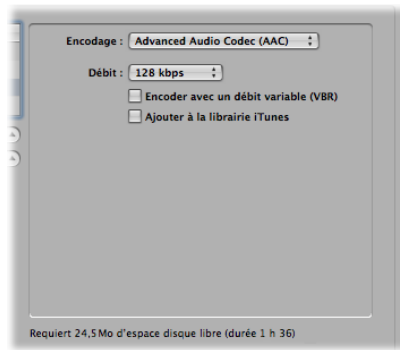 Encodage : Advanced Audio Codec (AAC)
Débit : 128 kbps
Encoder avec un débit variable (VBR)
Ajouter à la librairie iTunes
Requiert 24,5 Mo d'espace disque libre (durée 1 h 36)